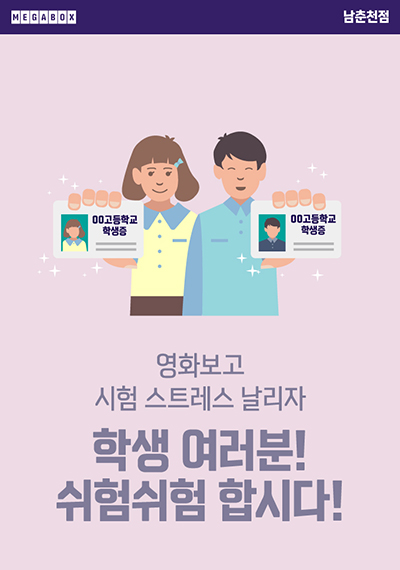 MEGABOX
남춘천점
OO고등학교
학생증
OO고등학교
학생증
영화보고
시험 스트레스 날리자
학생 여러분!
쉬험쉬험 합시다!